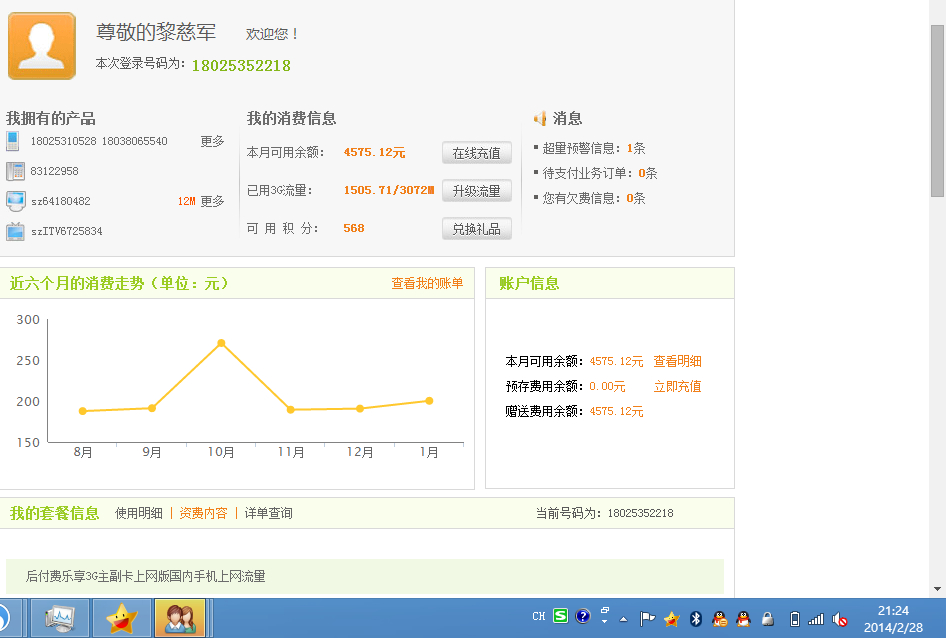 尊敬的黎慈军 欢迎您！
本次登录号码为: 18025352218
我拥有的产品
18025310528 18038065540 更多
83122958
sz64180482 12M 更多
szITV6725834
我的消费信息
本月可用余额： 4575.12元 在线充值
已用3G流量： 1505.71/3072M 升级流量
可 用 积 分： 568 兑换礼品
消息
超量预警信息：1条
待支付业务订单：0条
您有欠费信息：0条
近六个月的消费走势（单位：元） 查看我的账单
300
250
200
150
8月 9月 10月 11月 12月 1月
账户信息
本月可用余额: 4575.12元 查看明细
预存费用余额: 0.00元 立即充值
赠送费用余额: 4575.12元
我的套餐信息 使用明细 | 资费内容 | 详单查询 当前号码为: 18025352218
后付费乐享3G主副卡上网版国内手机上网流量
CH S ?
21:24
2014/2/28